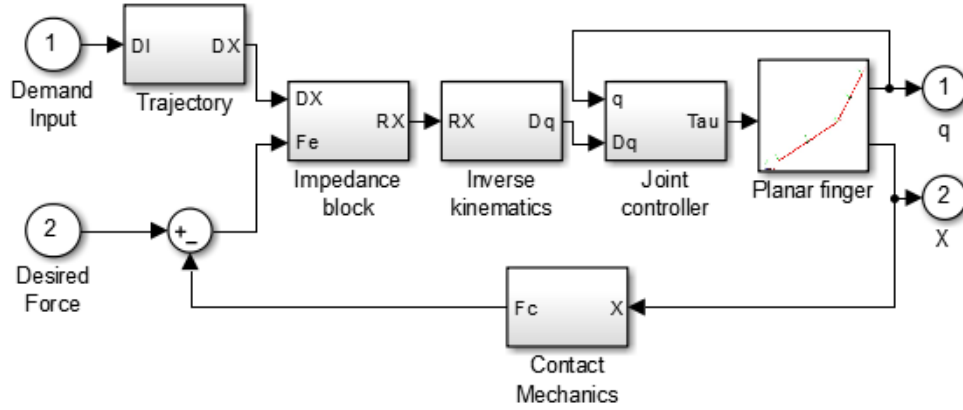 1
DI
DX
Demand
Input
Trajectory
DX
Fe
RX
Impedance
block
RX
Dq
Inverse
kinematics
q
Dq
Tau
Joint
controller
Planar finger
1
q
2
X
2
Desired
Force
+
_
Fc
X
Contact
Mechanics